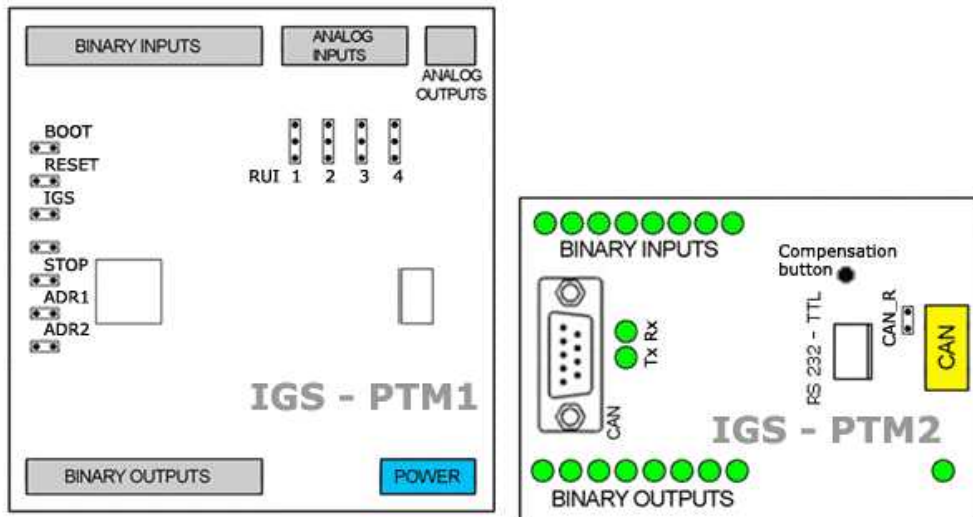 BINARY INPUTS
ANALOG
INPUTS
ANALOG
OUTPUTS
BOOT
RESET
IGS
STOP
ADR1
ADR2
RUI 1 2 3 4
IGS - PTM1
BINARY OUTPUTS
POWER
BINARY INPUTS
Compensation
button
Tx Rx
CAN
RS 232 - TTL
CAN_R
CAN
IGS - PTM2
BINARY OUTPUTS